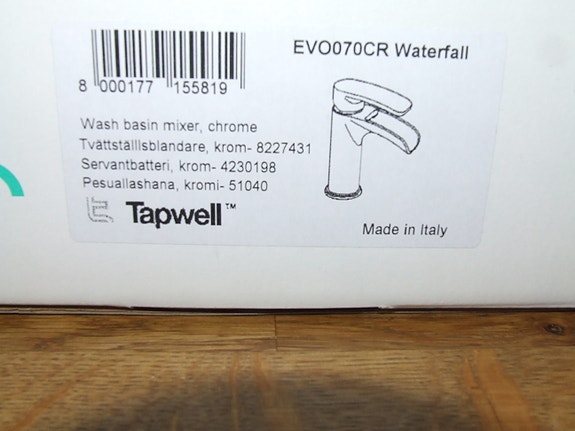 EVO070CR Waterfall
8 000177 155819
Wash basin mixer, chrome
Tvättställlsblandare, krom- 8227431
Servantbatteri, krom- 4230198
Pesuallashana, kromi- 51040
Tapwell™
Made in Italy